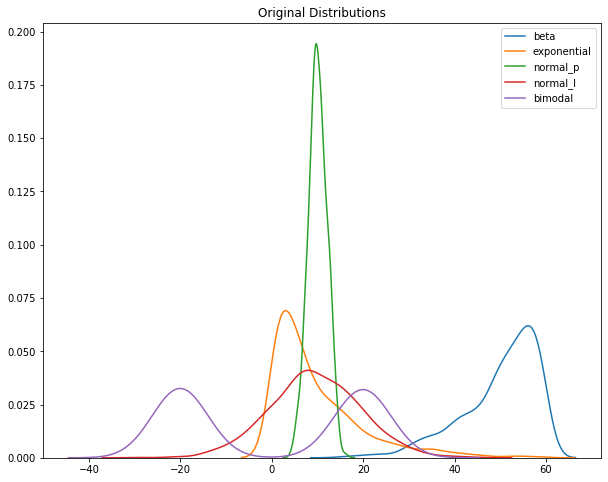 Original Distributions
beta
exponential
normal_p
normal_l
bimodal
0.200
0.175
0.150
0.125
0.100
0.075
0.050
0.025
0.000
−40
−20
0
20
40
60